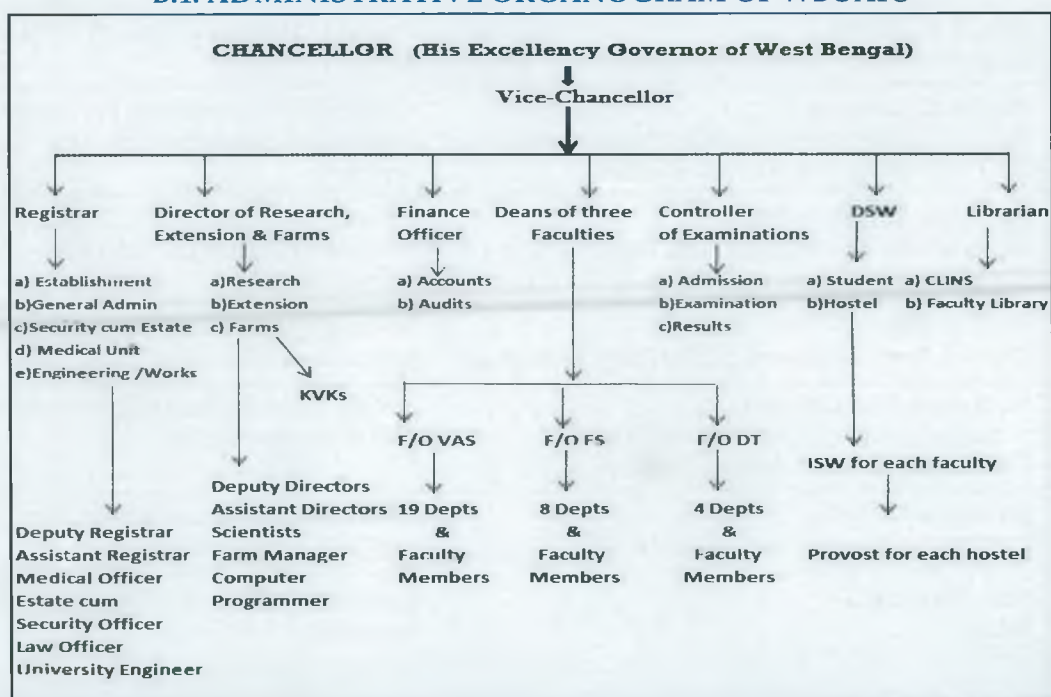 CHANCELLOR (His Excellency Governor of West Bengal)
Vice-Chancellor
Registrar
Director of Research,
Extension & Farms
Finance
Officer
Deans of three
Faculties
Controller
of Examinations
DSW
Librarian
a) Establishment
b)General Admin
c)Security cum Estate
d) Medical Unit
e)Engineering /Works
a)Research
b)Extension
c) Farms
KVKs
a) Accounts
b) Audits
a) Admission
b)Examination
c)Results
a) Student
b)Hostel
a) CLINS
b) Faculty Library
F/O VAS
F/O FS
F/O DT
ISW for each faculty
Provost for each hostel
Deputy Registrar
Assistant Registrar
Medical Officer
Estate cum
Security Officer
Law Officer
University Engineer
Deputy Directors
Assistant Directors
Scientists
Farm Manager
Computer
Programmer
19 Depts
&
Faculty
Members
8 Depts
&
Faculty
Members
4 Depts
&
Faculty
Members